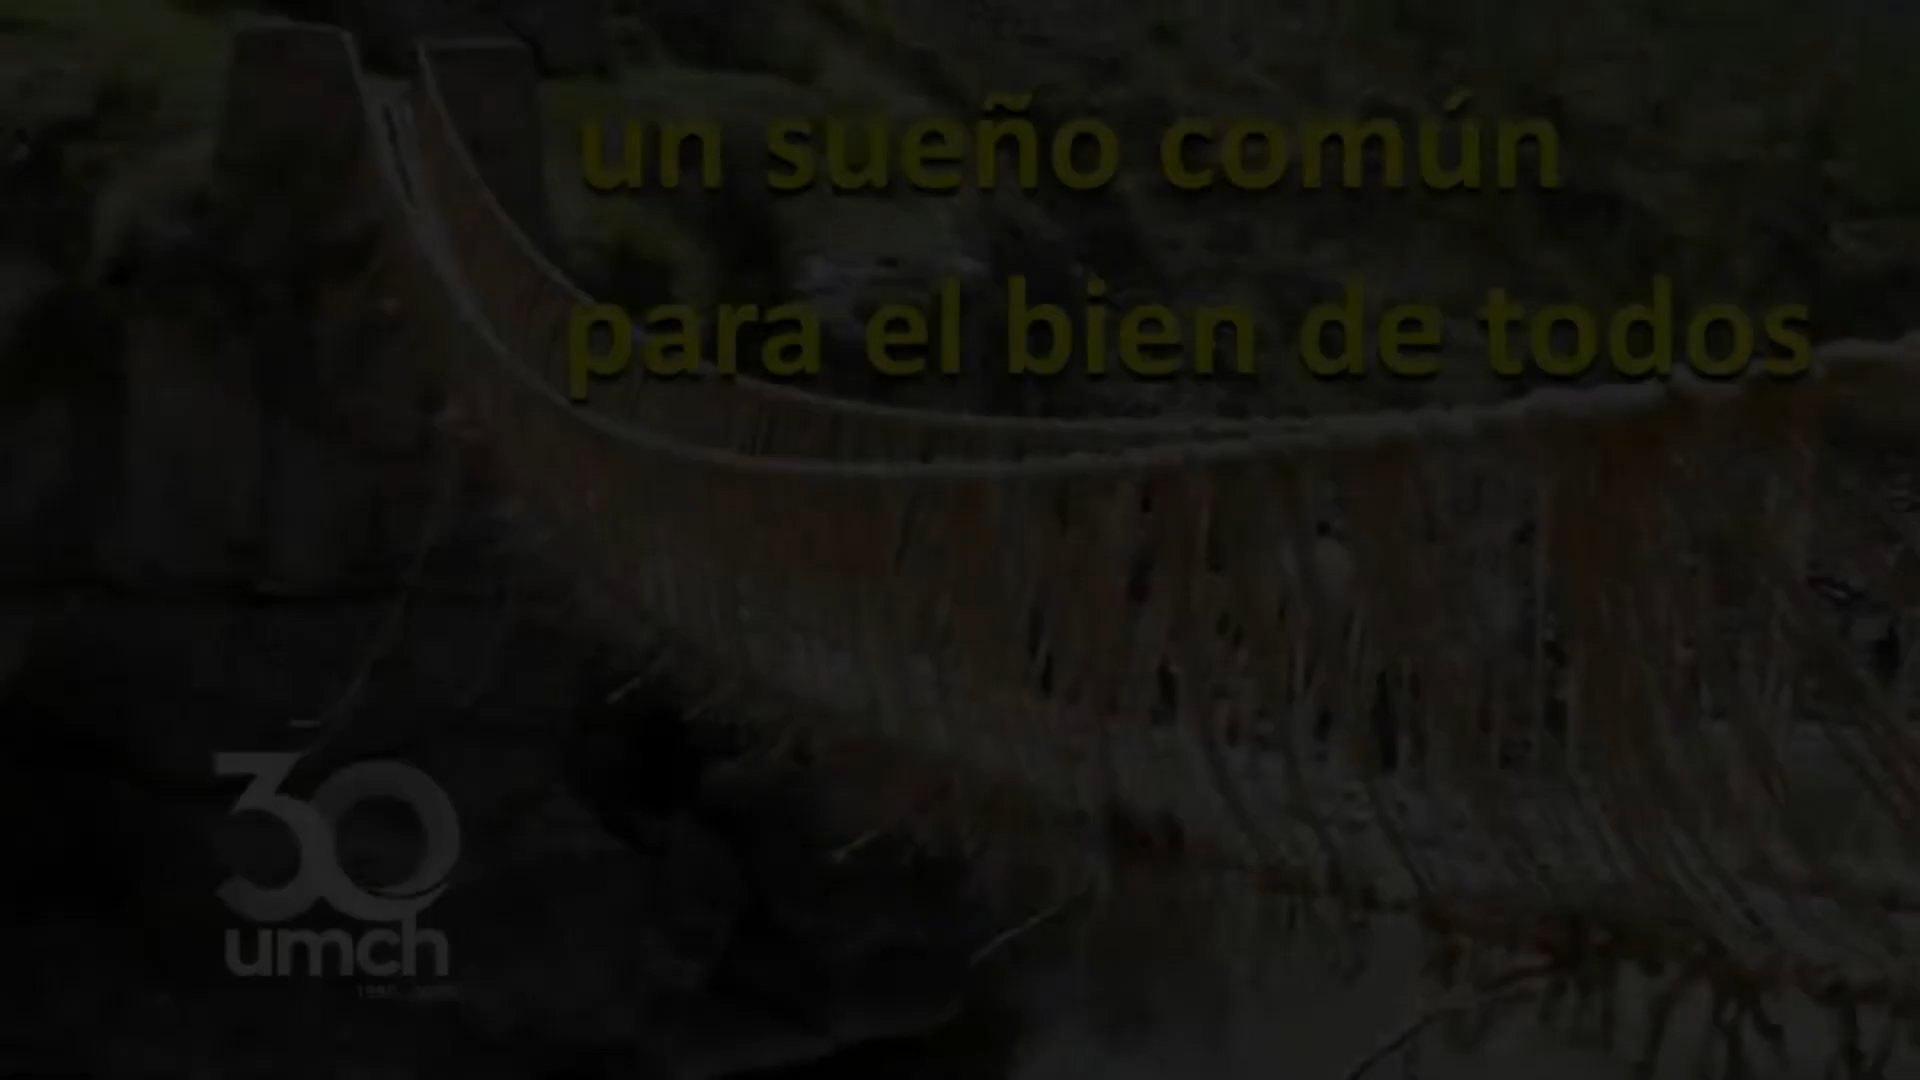 un sueño común
para el bien de todos
30
umch